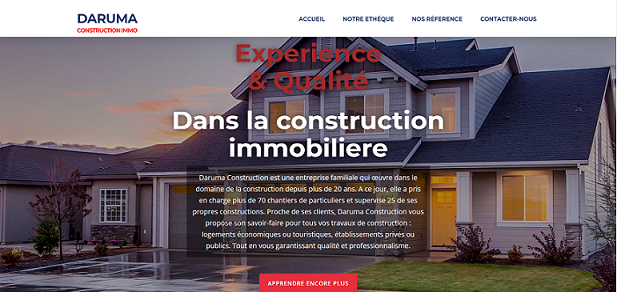 DARUMA
CONSTRUCTION IMMO
ACCUEIL NOTRE ETHÉQUE NOS RÉFERENCE CONTACTER-NOUS
Experience
& Qualité
Dans la construction
immobiliere
Daruma Construction est une entreprise familiale qui œuvre dans le
domaine de la construction depuis plus de 20 ans. A ce jour, elle a pris
en charge plus de 70 chantiers de particuliers et supervise 25 de ses
propres constructions. Proche de ses clients, Daruma Construction vous
propose son savoir-faire pour tous vos travaux de construction :
logements économiques ou touristiques, établissements privés ou
publics. Tout en vous garantissant qualité et professionnalisme.
APPRENDRE ENCORE PLUS